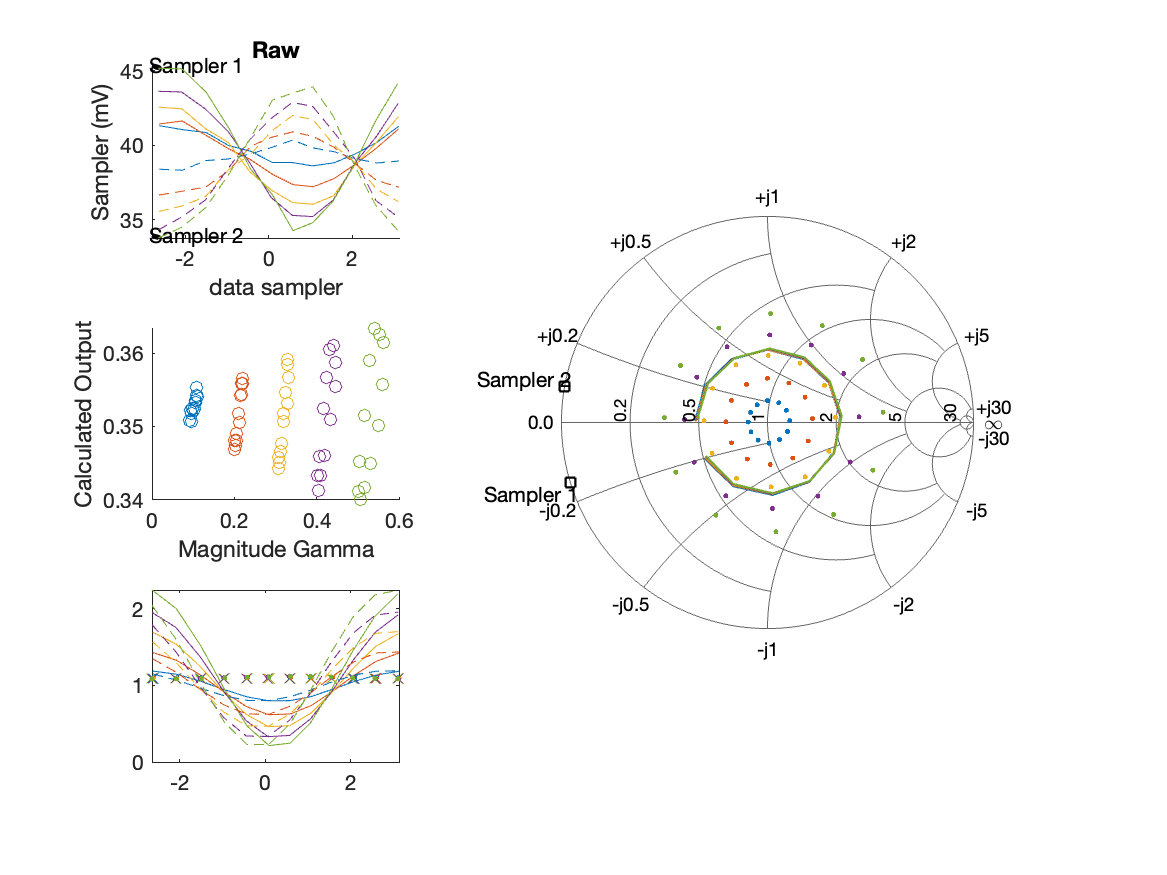 Raw
Sampler 1
45
40
35
Sampler (mV)
Sampler 2
-2 0 2
data sampler
0.36
0.35
0.34
Calculated Output
0 0.2 0.4 0.6
Magnitude Gamma
2
1
0
-2 0 2
+j1
+j0.5
+j2
+j0.2
+j5
Sampler 2
0.0
0.2
0.5
1
2
5
30
+j30
∞
-j30
Sampler 1
-j0.2
-j5
-j0.5
-j2
-j1